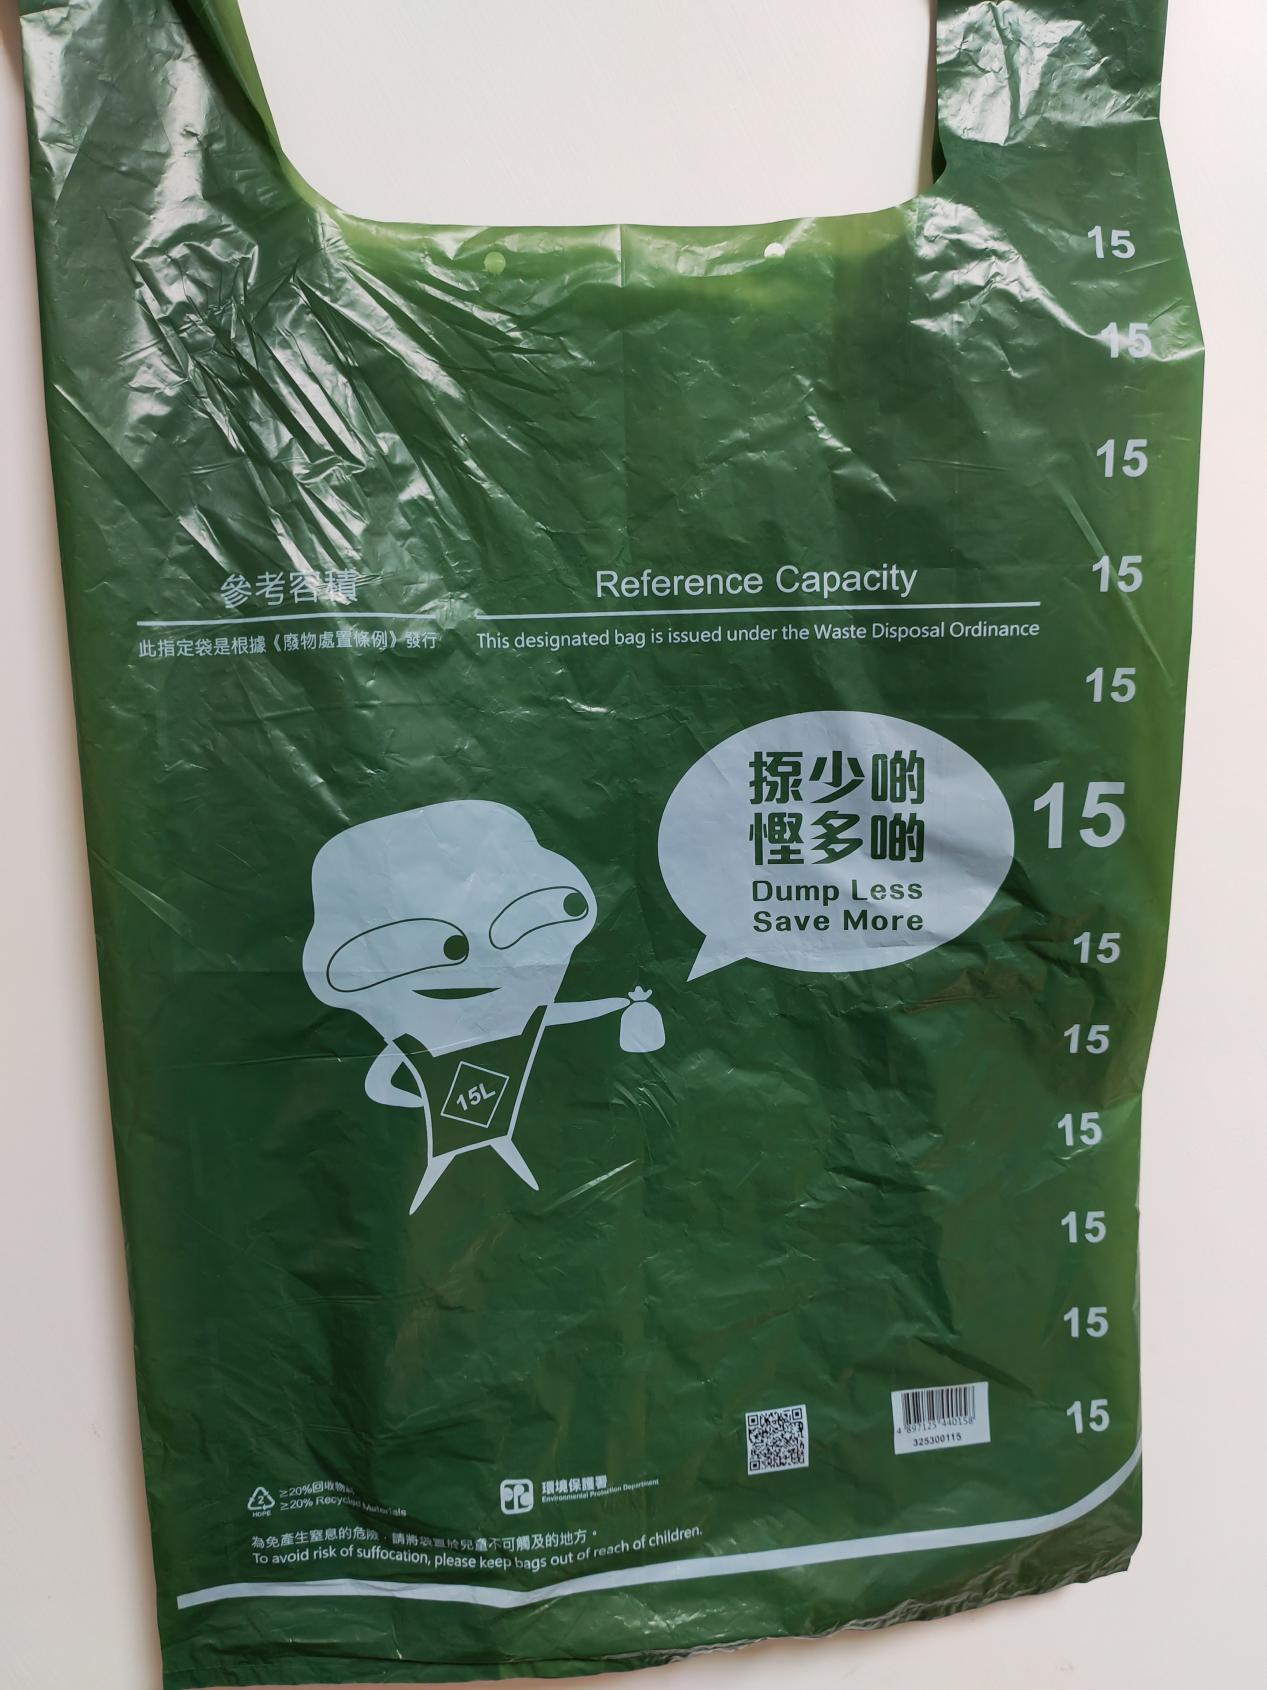 15
15
15
15
參考容積
Reference Capacity
此指定袋是根據《廢物處置條例》發行
This designated bag is issued under the Waste Disposal Ordinance
15
揼少啲
慳多啲
Dump Less
Save More
15
15
15
15L
15
15
15
15
4 897125 440158
325300115
2
HDPE
≥20%回收物料
≥20% Recycled Materials
環境保護署
Environmental Protection Department
為免產生窒息的危險,請將袋置於兒童不可觸及的地方。
To avoid risk of suffocation, please keep bags out of reach of children.